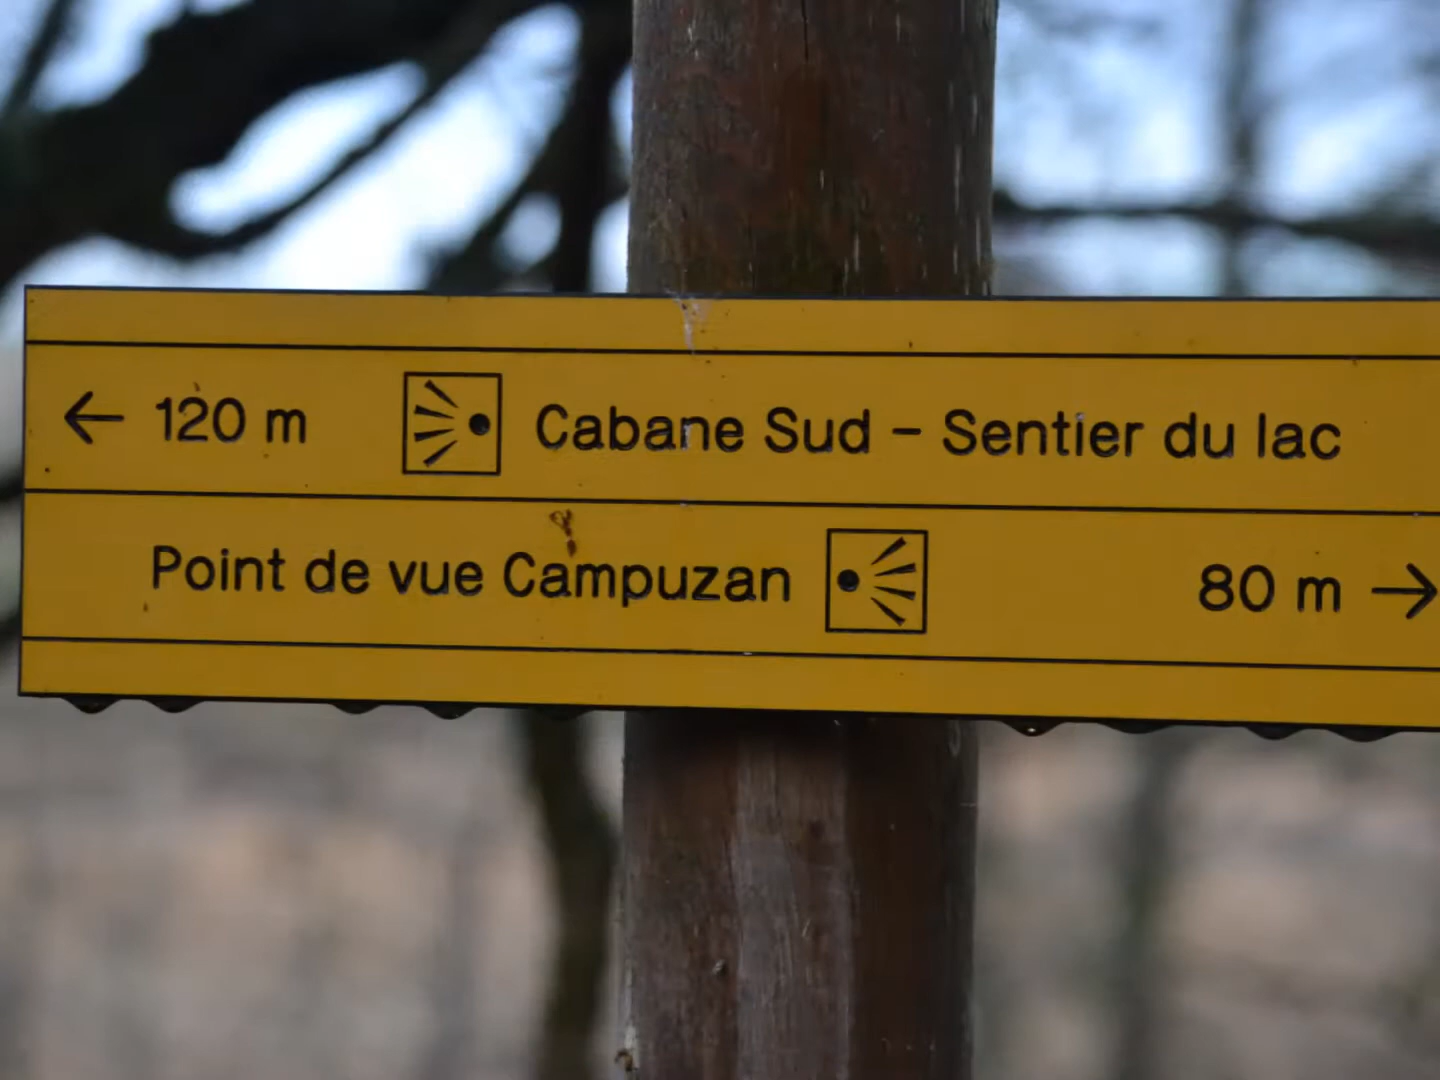 ← 120 m Cabane Sud - Sentier du lac
Point de vue Campuzan 80 m →